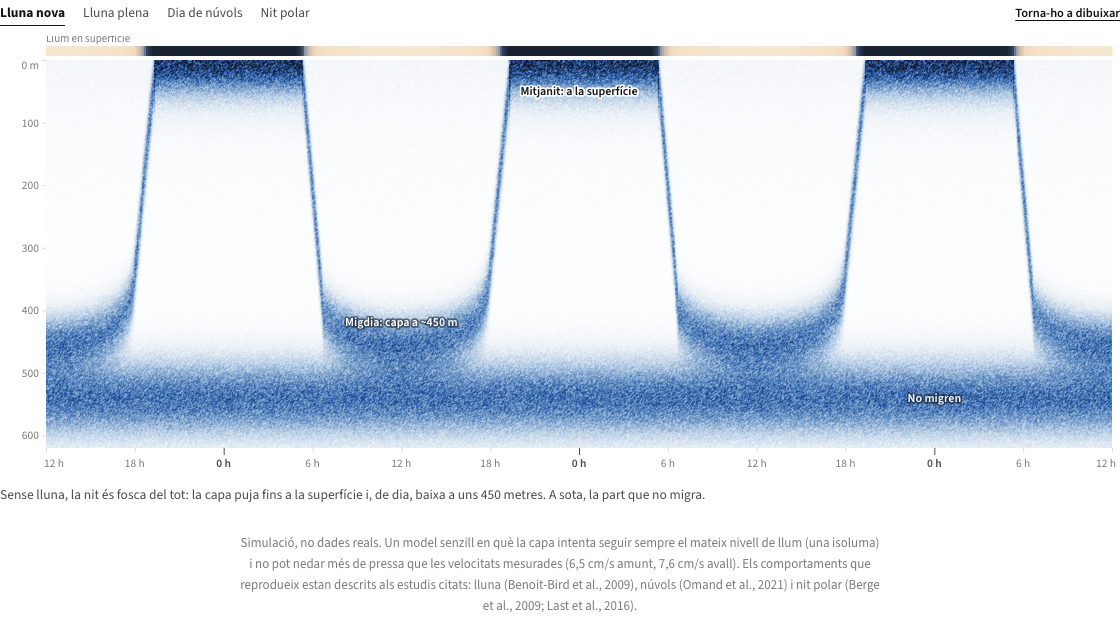 Lluna nova Lluna plena Dia de núvols Nit polar Torna-ho a dibuixar
Llum en superfície
0 m
Mitjanit: a la superfície
100
200
300
400
Migdia: capa a ~450 m
500
No migren
600
12 h 18 h 0 h 6 h 12 h 18 h 0 h 6 h 12 h 18 h 0 h 6 h 12 h
Sense lluna, la nit és fosca del tot: la capa puja fins a la superfície i, de dia, baixa a uns 450 metres. A sota, la part que no migra.
Simulació, no dades reals. Un model senzill en què la capa intenta seguir sempre el mateix nivell de llum (una isoluma)
i no pot nedar més de pressa que les velocitats mesurades (6,5 cm/s amunt, 7,6 cm/s avall). Els comportaments que
reprodueix estan descrits als estudis citats: lluna (Benoit-Bird et al., 2009), núvols (Omand et al., 2021) i nit polar (Berge
et al., 2009; Last et al., 2016).